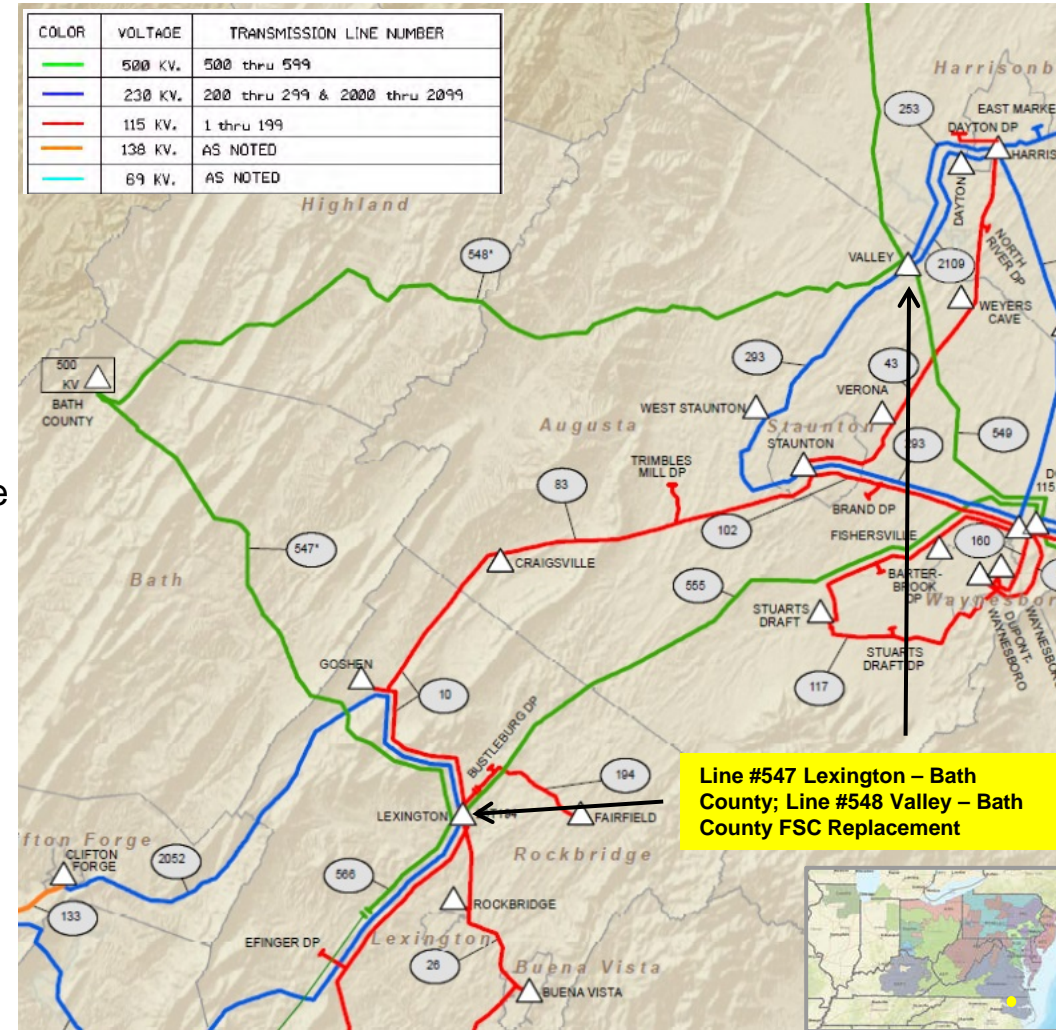 COLOR VOLTAGE TRANSMISSION LINE NUMBER
500 KV. 500 thru 599
230 KV. 200 thru 299 & 2000 thru 2099
115 KV. 1 thru 199
138 KV. AS NOTED
69 KV. AS NOTED
Harrisonb
253
EAST MARKE
DAYTON DP
HARRIS
DAYTON
Highland
548*
VALLEY
2109
NORTH
RIVER DP
WEYERS
CAVE
500
KV
BATH
COUNTY
293
43
VERONA
WEST STAUNTON
Augusta
Staunton
STAUNTON
293
549
TRIMBLES
MILL DP
83
D
115
BRAND DP
102
e
FISHERSVILLE
160
547*
CRAIGSVILLE
Bath
555
BARTER-
BROOK
DP
Waynesbor
STUARTS
DRAFT
DUPONT-
WAYNESBORO
WAYNESBOR
STUARTS
DRAFT DP
GOSHEN
10
117
BUSTLEBURG DP
194
Line #547 Lexington – Bath
County; Line #548 Valley – Bath
County FSC Replacement
LEXINGTON
FAIRFIELD
fton Forge
CLIFTON
FORGE
2052
Rockbridge
566
133
ROCKBRIDGE
EFINGER DP
Lexington
26
Buena Vista
BUENA VISTA